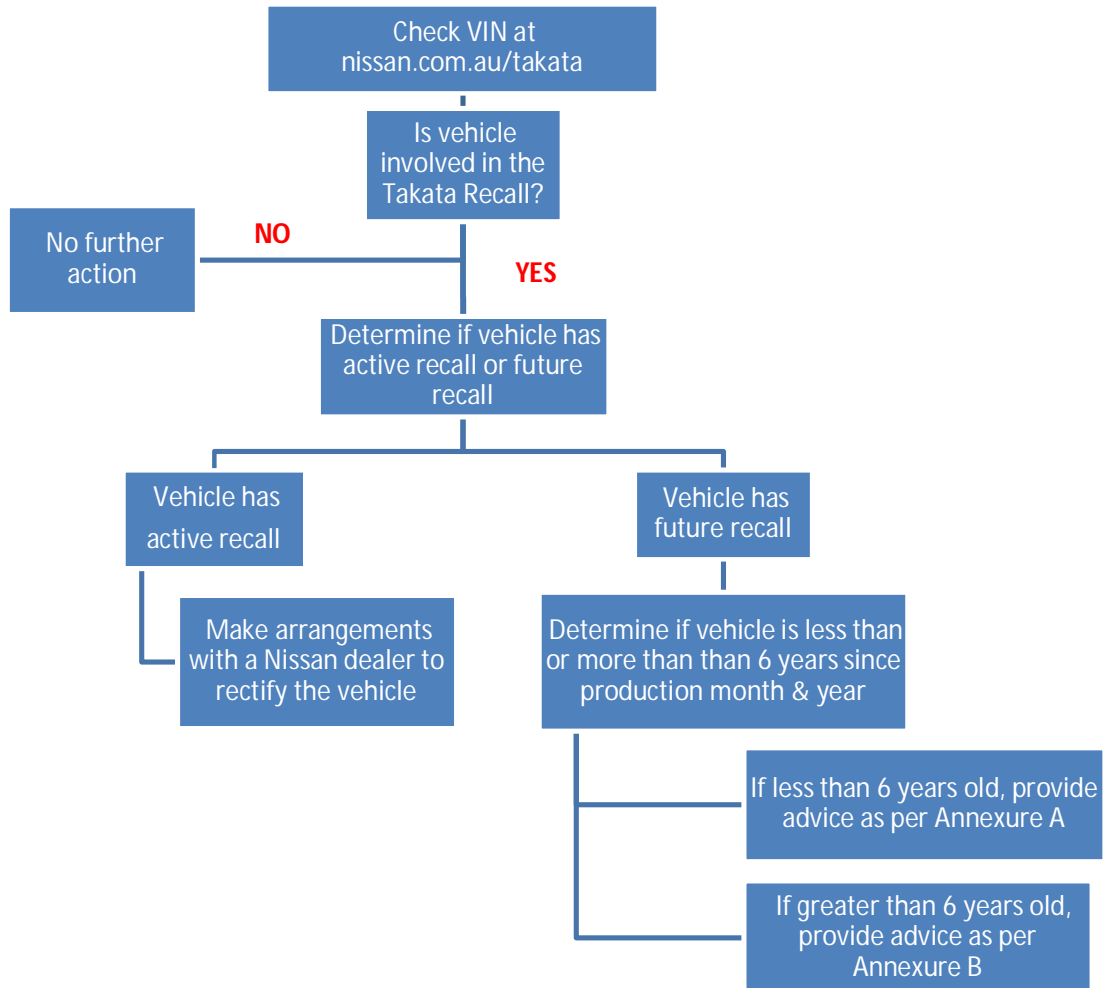 Check VIN at
nissan.com.au/takata
Is vehicle
involved in the
Takata Recall?
No further
action
NO
YES
Determine if vehicle has
active recall or future
recall
Vehicle has
active recall
Vehicle has
future recall
Make arrangements
with a Nissan dealer to
rectify the vehicle
Determine if vehicle is less than
or more than than 6 years since
production month & year
If less than 6 years old, provide
advice as per Annexure A
If greater than 6 years old,
provide advice as per
Annexure B